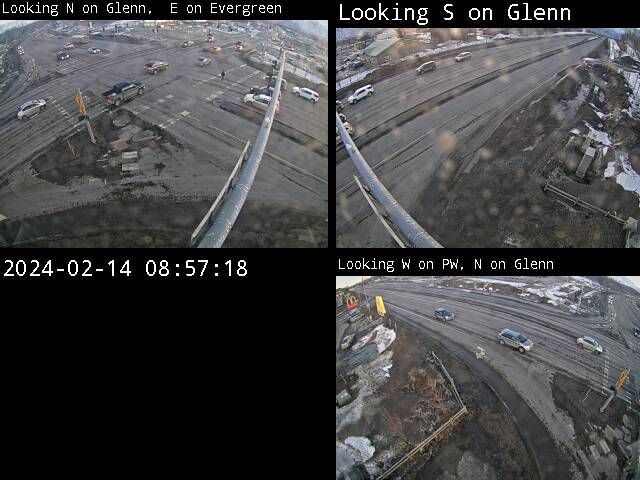 Looking N on Glenn, E on Evergreen
Looking S on Glenn
2024-02-14 08:57:18
Looking W on PW, N on Glenn